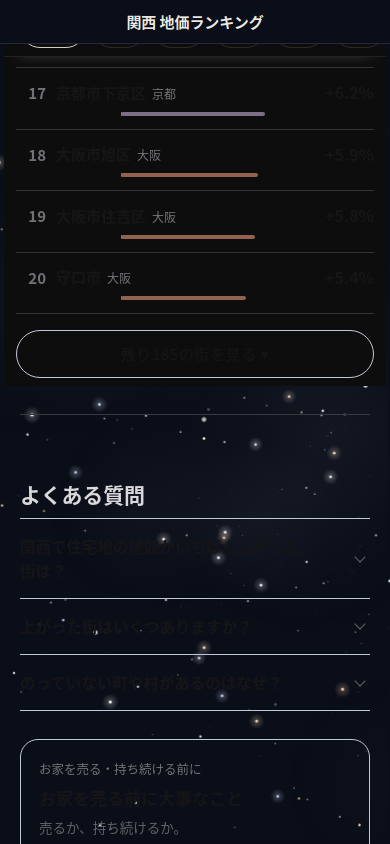 関西 地価ランキング
17 京都市下京区 京都 +6.2%
18 大阪市旭区 大阪 +5.9%
19 大阪市住吉区 大阪 +5.8%
20 守口市 大阪 +5.4%
残り185の街を見る ▾
よくある質問
関西で住宅地の地価がいち
街は？
上がった街はいくつありますか？
のっていない町や村があるのはなぜ？
お家を売る・持ち続ける前に
お家を売る前に大事なこと
売るか、持ち続けるか。